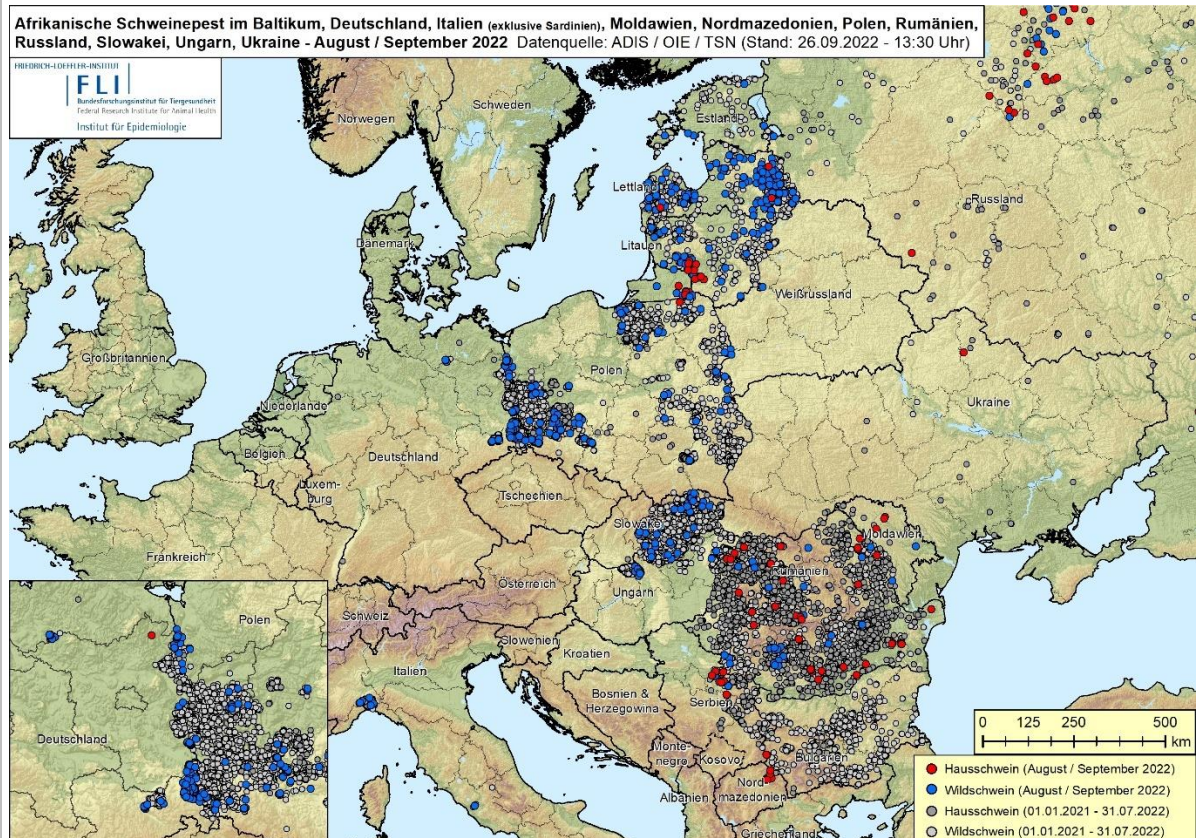 Afrikanische Schweinepest im Baltikum, Deutschland, Italien (exklusive Sardinien), Moldawien, Nordmazedonien, Polen, Rumänien,
Russland, Slowakei, Ungarn, Ukraine - August / September 2022 Datenquelle: ADIS / OIE / TSN (Stand: 26.09.2022 - 13:30 Uhr)
FRIEDRICH-LOEFFLER-INSTITUT
FLI
Bundesforschungsinstitut für Tiergesundheit
Federal Research Institute for Animal Health
Institut für Epidemiologie
Norwegen
Schweden
Estland
Lettland
Russland
Dänemark
Litauen
Weißrussland
Großbritannien
Polen
Niederlande
Ukraine
Belgien
Deutschland
Luxem-
burg
Tschechien
Slowakei
Moldawien
Frankreich
Rumänien
Österreich
Ungarn
Schweiz
Slowenien
Kroatien
Italien
Bosnien &
Herzegowina
Serbien
Monte-
negro
Kosovo
Bulgarien
Nord-
mazedonien
Albanien
Griechenland
Polen
Deutschland
0 125 250 500
km
Hausschwein (August / September 2022)
Wildschwein (August / September 2022)
Hausschwein (01.01.2021 - 31.07.2022)
Wildschwein (01.01.2021 - 31.07.2022)